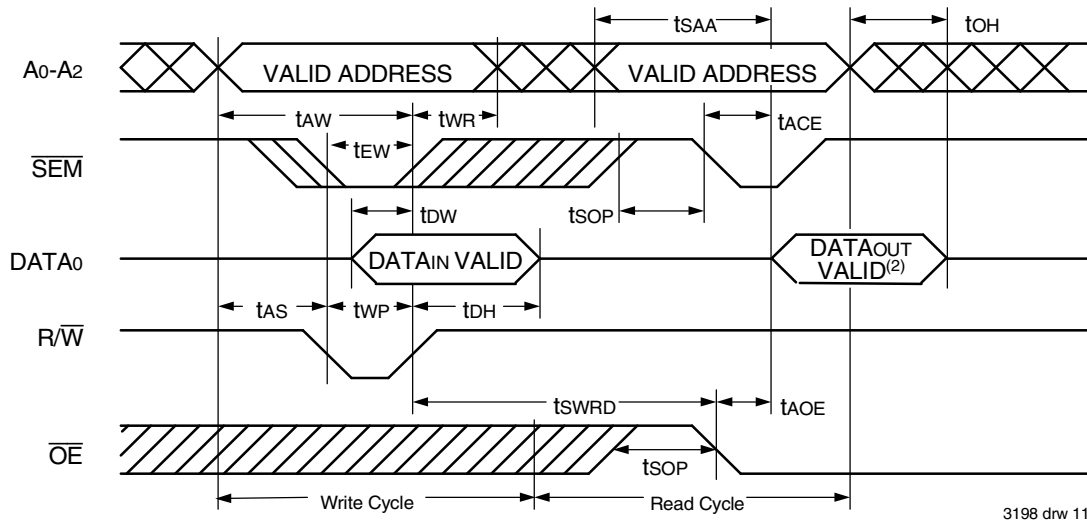 tSAA
tOH
A0-A2
VALID ADDRESS
VALID ADDRESS
tAW
tWR
tACE
tEW
SEM
tSOP
tDW
DATA0
DATAIN VALID
DATAOUT
VALID(2)
tAS
tWP
tDH
R/W
tSWRD
tAOE
OE
tSOP
Write Cycle
Read Cycle
3198 drw 11